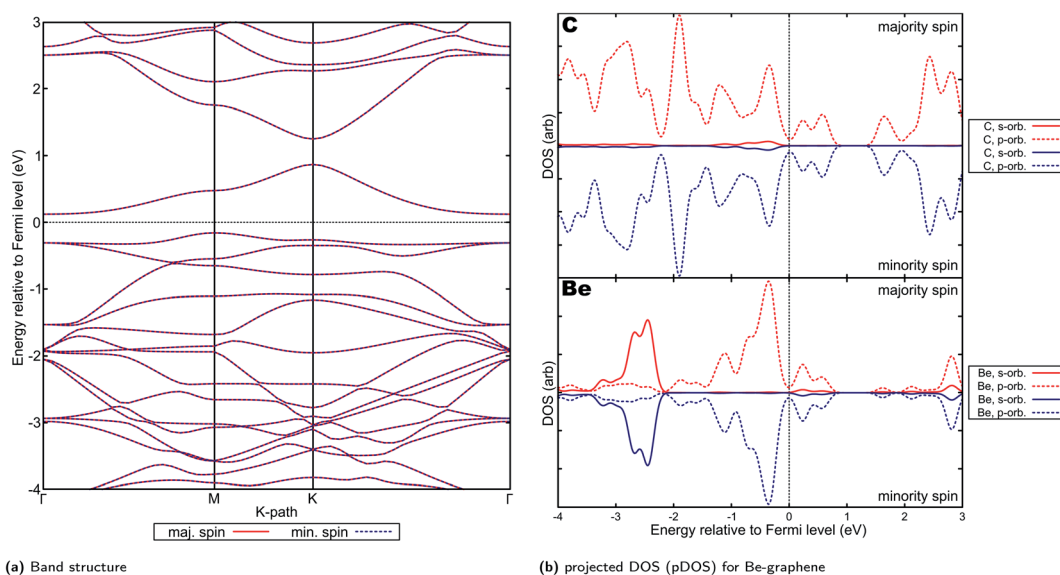 3
2
1
0
-1
-2
-3
-4
Energy relative to Fermi level (eV)
Γ M K Γ
K-path
maj. spin min. spin
(a) Band structure
C
majority spin
DOS (arb)
minority spin
C, s-orb.
C, p-orb.
C, s-orb.
C, p-orb.
Be
majority spin
DOS (arb)
minority spin
Be, s-orb.
Be, p-orb.
Be, s-orb.
Be, p-orb.
-4 -3 -2 -1 0 1 2 3
Energy relative to Fermi level (eV)
(b) projected DOS (pDOS) for Be-graphene